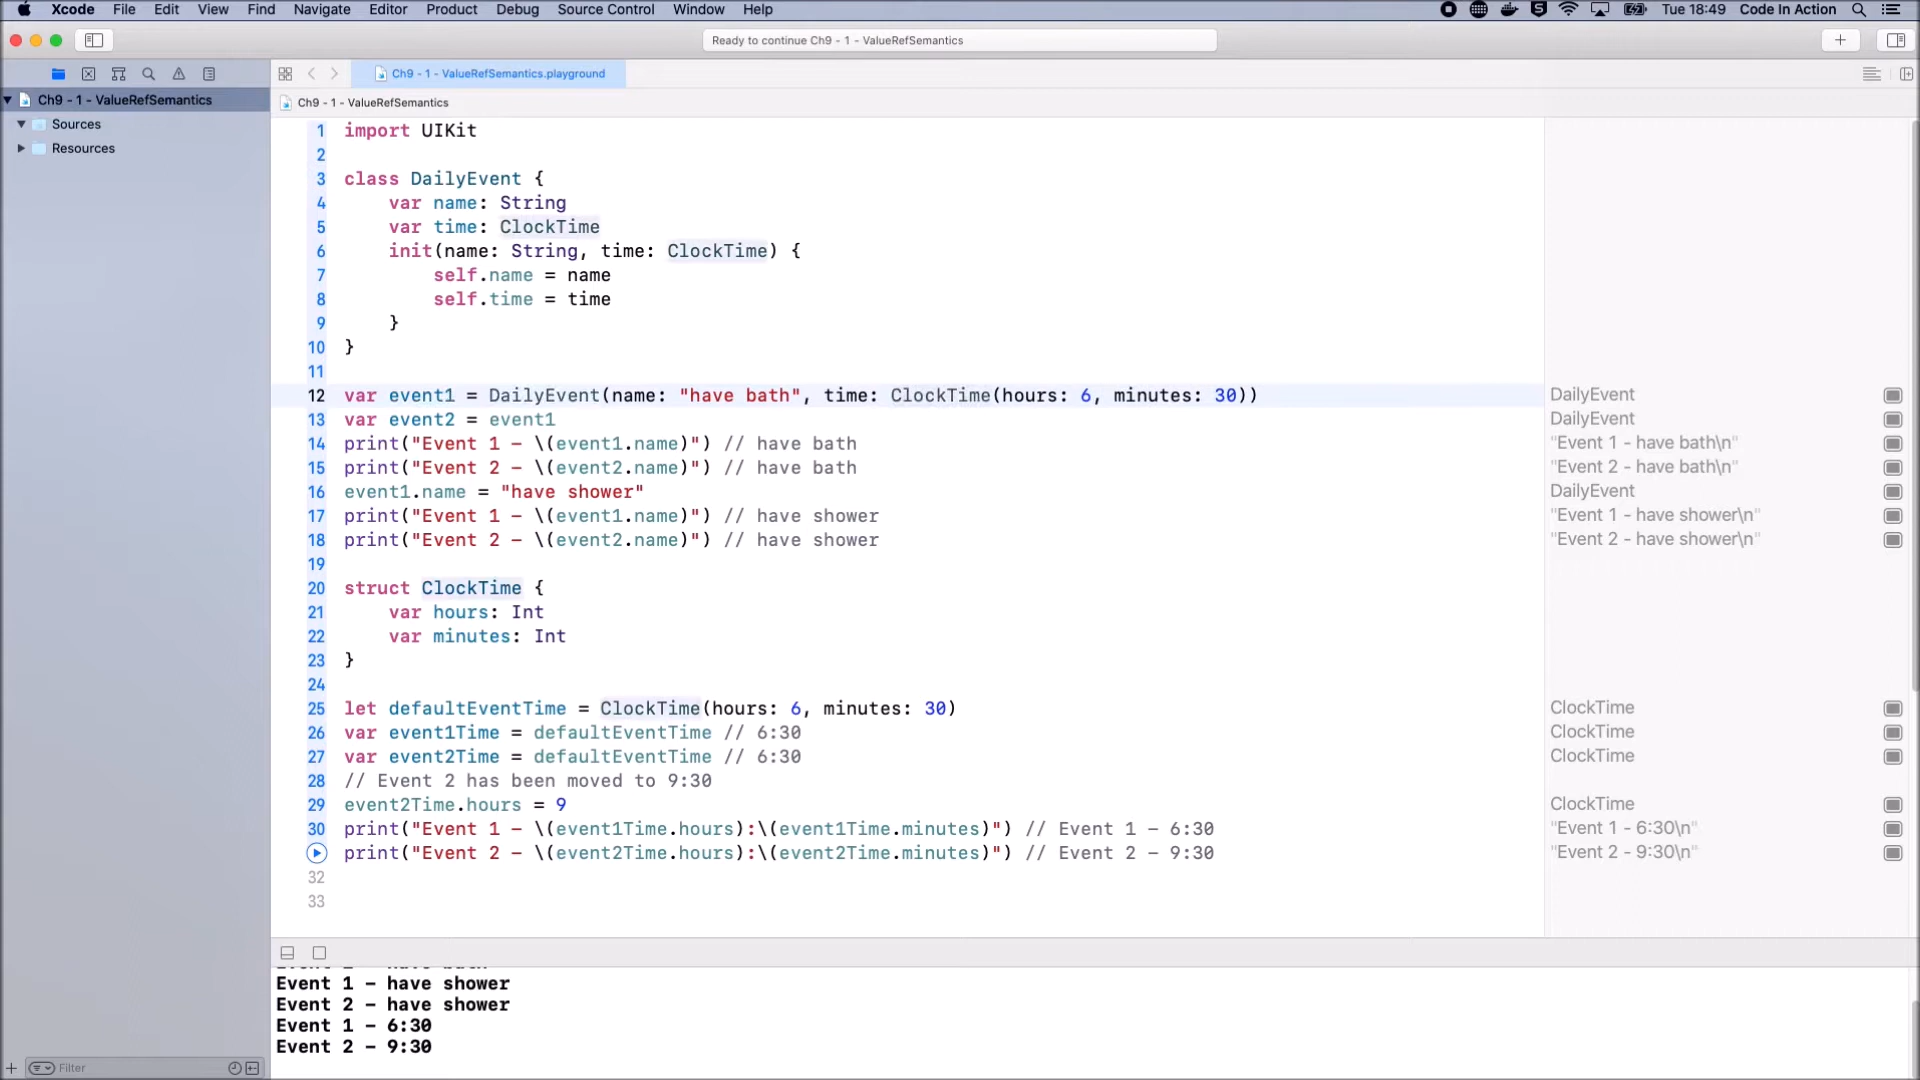 Xcode File Edit View Find Navigate Editor Product Debug Source Control Window Help
Tue 18:49 Code In Action
Ready to continue Ch9 - 1 - ValueRefSemantics
Ch9 - 1 - ValueRefSemantics.playground
Ch9 - 1 - ValueRefSemantics
Sources
Resources
Ch9 - 1 - ValueRefSemantics
1 import UIKit
2
3 class DailyEvent {
4 var name: String
5 var time: ClockTime
6 init(name: String, time: ClockTime) {
7 self.name = name
8 self.time = time
9 }
10 }
11
12 var event1 = DailyEvent(name: "have bath", time: ClockTime(hours: 6, minutes: 30)) DailyEvent
13 var event2 = event1 DailyEvent
14 print("Event 1 – \(event1.name)") // have bath "Event 1 - have bath\n"
15 print("Event 2 – \(event2.name)") // have bath "Event 2 - have bath\n"
16 event1.name = "have shower" DailyEvent
17 print("Event 1 – \(event1.name)") // have shower "Event 1 - have shower\n"
18 print("Event 2 – \(event2.name)") // have shower "Event 2 - have shower\n"
19
20 struct ClockTime {
21 var hours: Int
22 var minutes: Int
23 }
24
25 let defaultEventTime = ClockTime(hours: 6, minutes: 30) ClockTime
26 var event1Time = defaultEventTime // 6:30 ClockTime
27 var event2Time = defaultEventTime // 6:30 ClockTime
28 // Event 2 has been moved to 9:30
29 event2Time.hours = 9 ClockTime
30 print("Event 1 – \(event1Time.hours):\(event1Time.minutes)") // Event 1 – 6:30 "Event 1 - 6:30\n"
print("Event 2 – \(event2Time.hours):\(event2Time.minutes)") // Event 2 – 9:30 "Event 2 - 9:30\n"
32
33
Event 1 – have shower
Event 2 – have shower
Event 1 – 6:30
Event 2 – 9:30
Filter